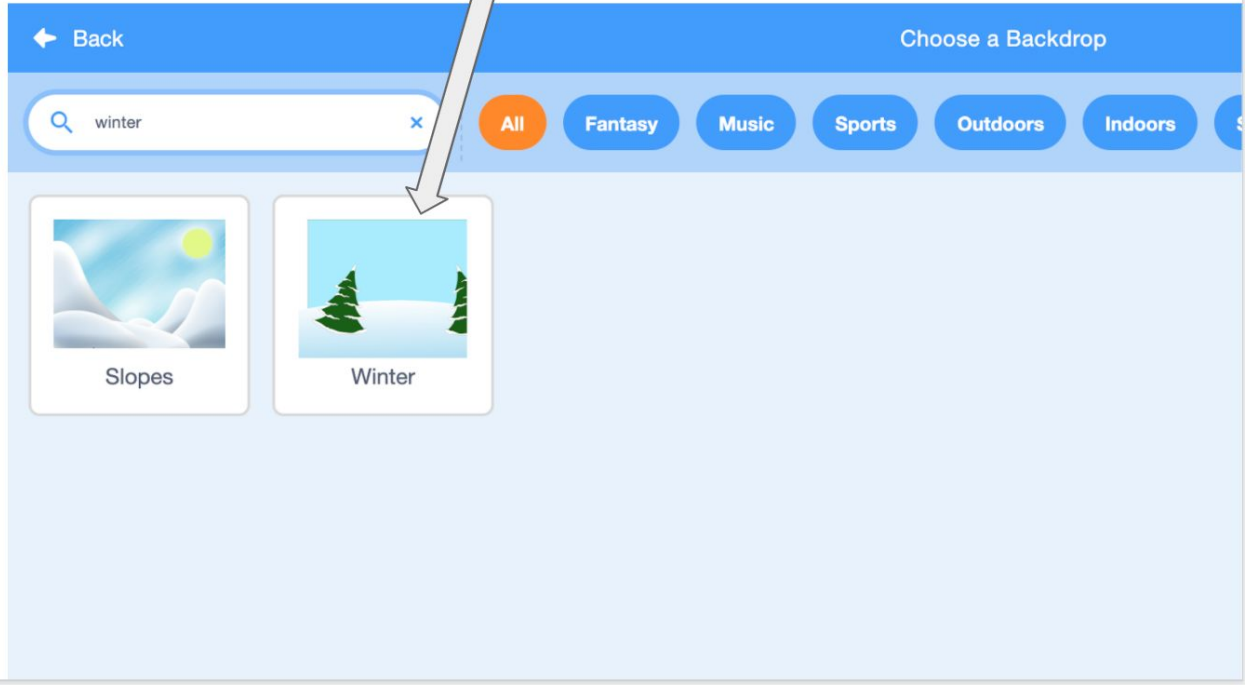 Back
Choose a Backdrop
winter
All
Fantasy
Music
Sports
Outdoors
Indoors
Slopes
Winter